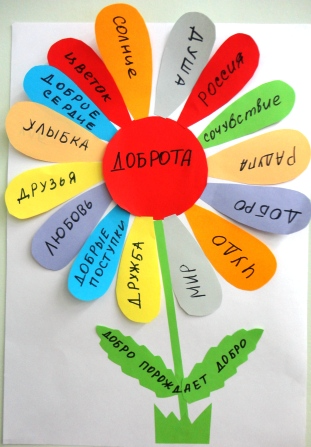 СОЛНЦЕ
ДУША
РОССИЯ
СОЧУВСТВИЕ
РАДУГА
ДОБРО
ЧУДО
МИР
ДРУЖБА
ДОБРЫЕ
ПОСТУПКИ
ЛЮБОВЬ
ДРУЗЬЯ
УЛЫБКА
ДОБРОЕ
СЕРДЦЕ
ЦВЕТОК
ДОБРОТА
ДОБРО ПОРОЖДАЕТ ДОБРО